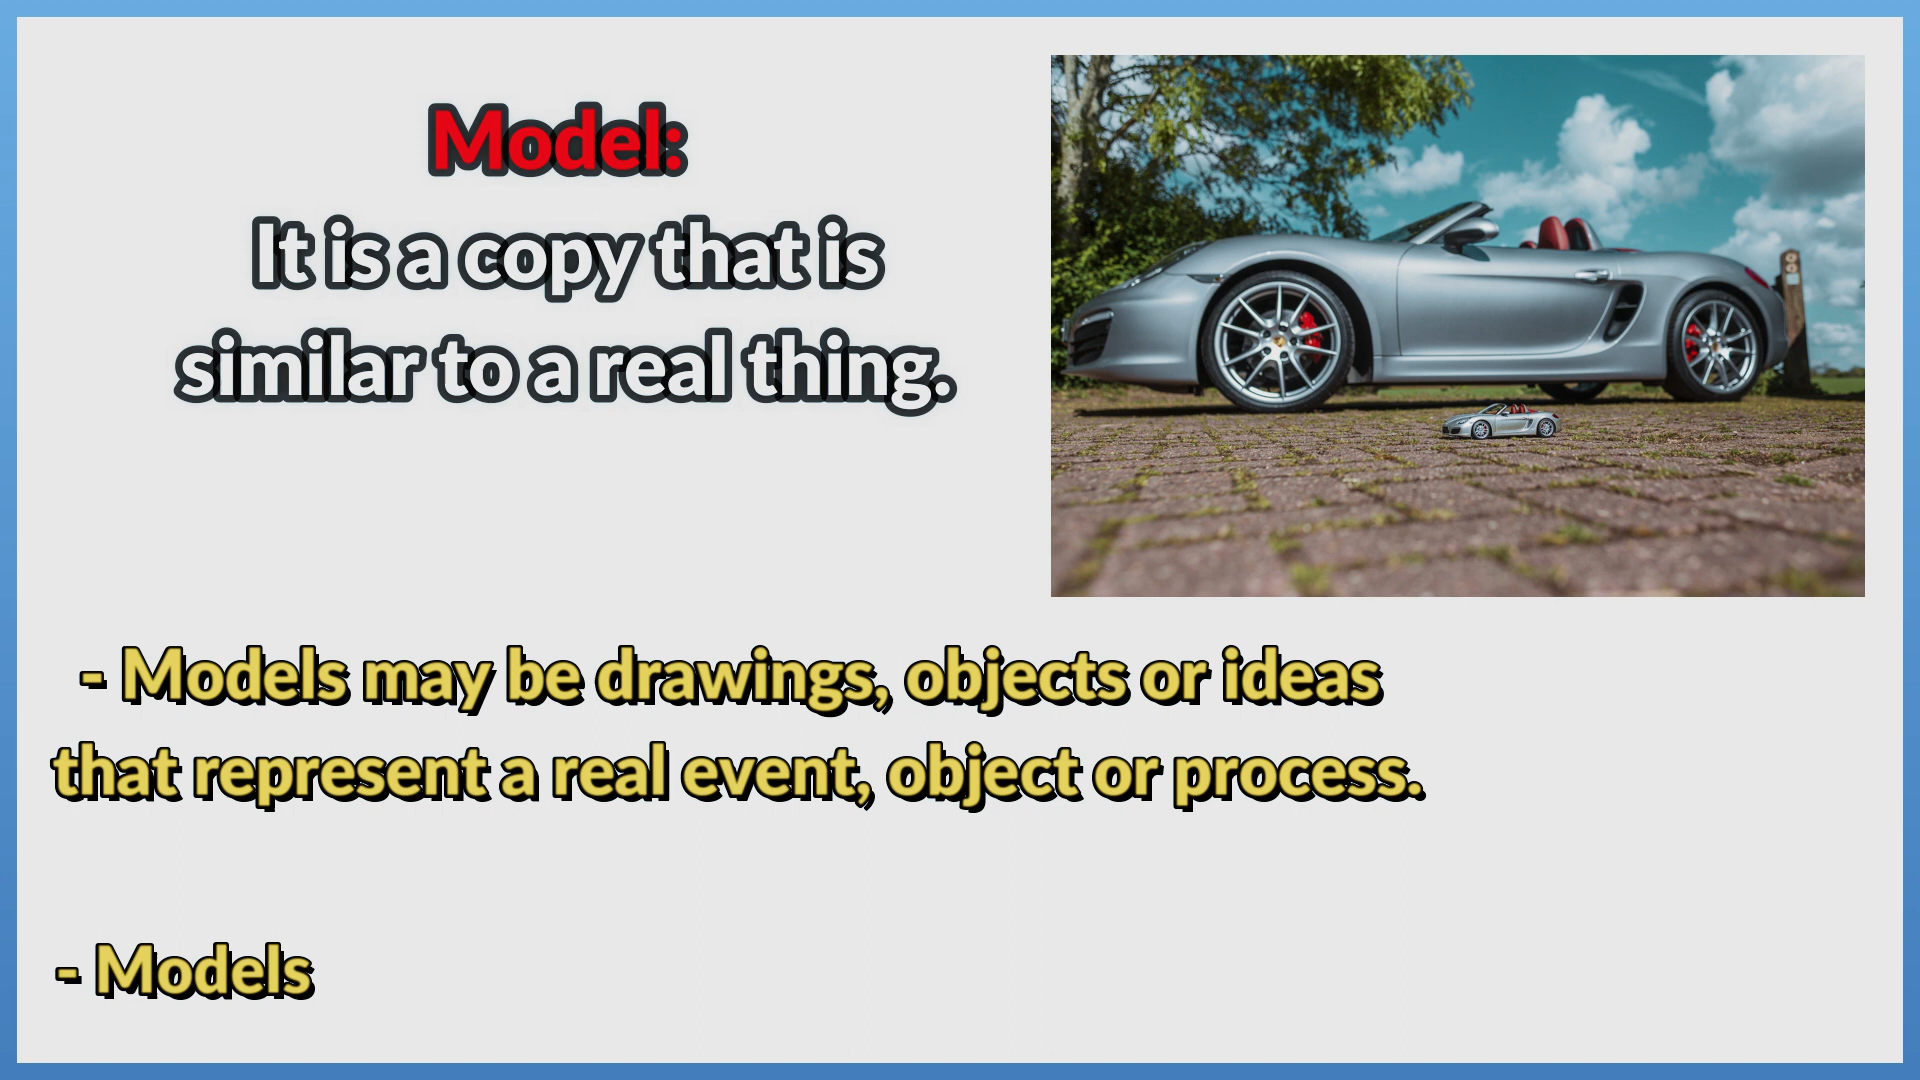 Model:
It is a copy that is
similar to a real thing.
- Models may be drawings, objects or ideas
that represent a real event, object or process.
- Models